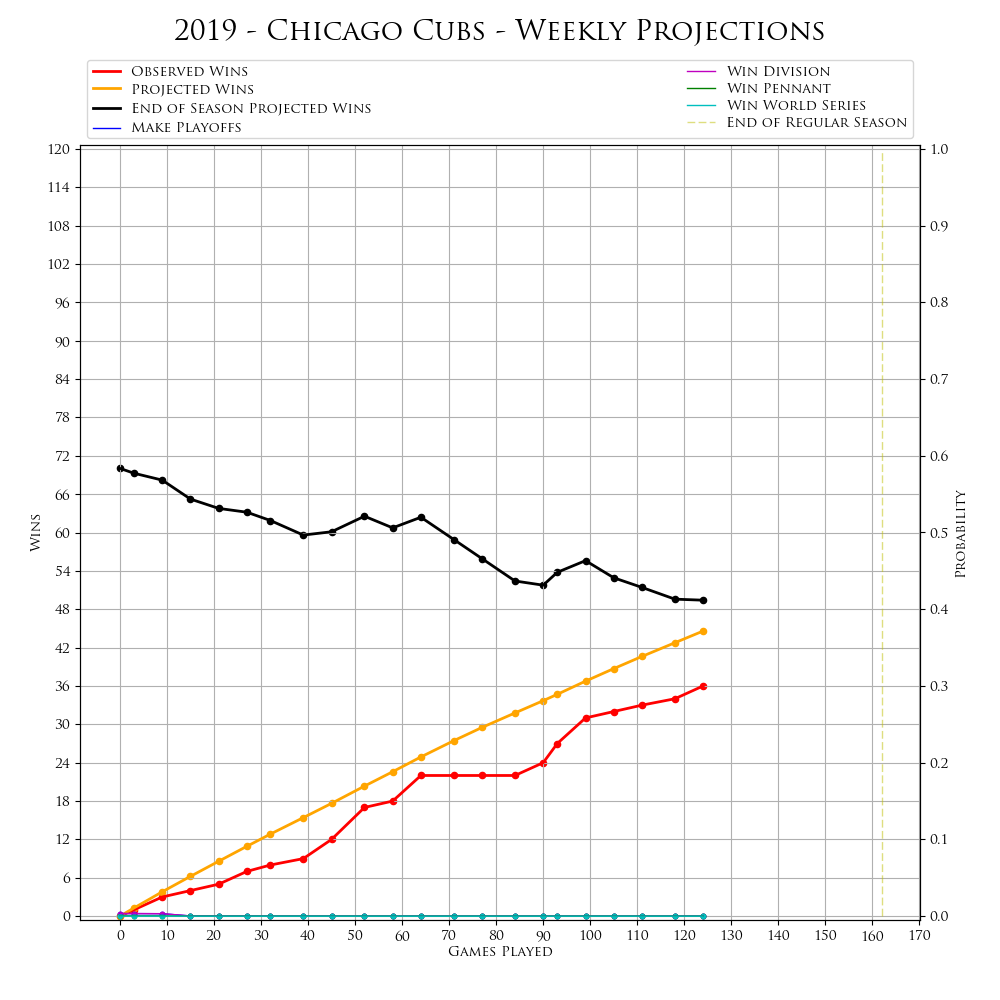 2019 - Chicago Cubs - Weekly Projections
Observed Wins
Projected Wins
End of Season Projected Wins
Make Playoffs
Win Division
Win Pennant
Win World Series
End of Regular Season
120
114
108
102
96
90
84
78
72
66
60
54
48
42
36
30
24
18
12
6
0
Wins
1.0
0.9
0.8
0.7
0.6
0.5
0.4
0.3
0.2
0.1
0.0
Probability
0 10 20 30 40 50 60 70 80 90 100 110 120 130 140 150 160 170
Games Played